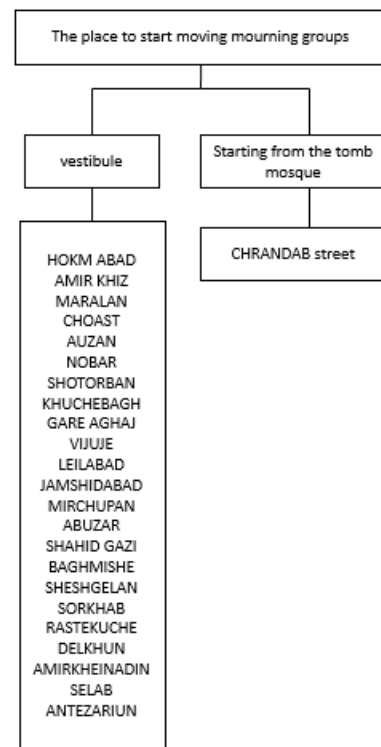 The place to start moving mourning groups
vestibule
Starting from the tomb
mosque
HOKM ABAD
AMIR KHIZ
MARALAN
CHOAST
AUZAN
NOBAR
SHOTORBAN
KHUCHEBAGH
GARE AGHAJ
VIJUJE
LEILABAD
JAMSHIDABAD
MIRCHUPAN
ABUZAR
SHAHID GAZI
BAGHMISHE
SHESHGELAN
SORKHAB
RASTEKUCHE
DELKHUN
AMIRKHEINADIN
SELAB
ANTEZARIUN
CHRANDAB street